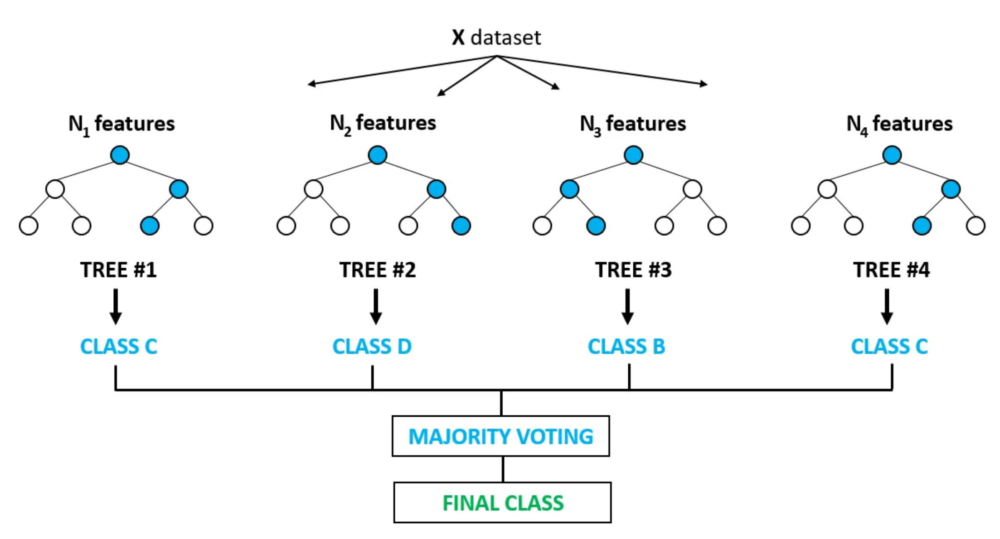 X dataset
N1 features
N2 features
N3 features
N4 features
TREE #1
TREE #2
TREE #3
TREE #4
CLASS C
CLASS D
CLASS B
CLASS C
MAJORITY VOTING
FINAL CLASS